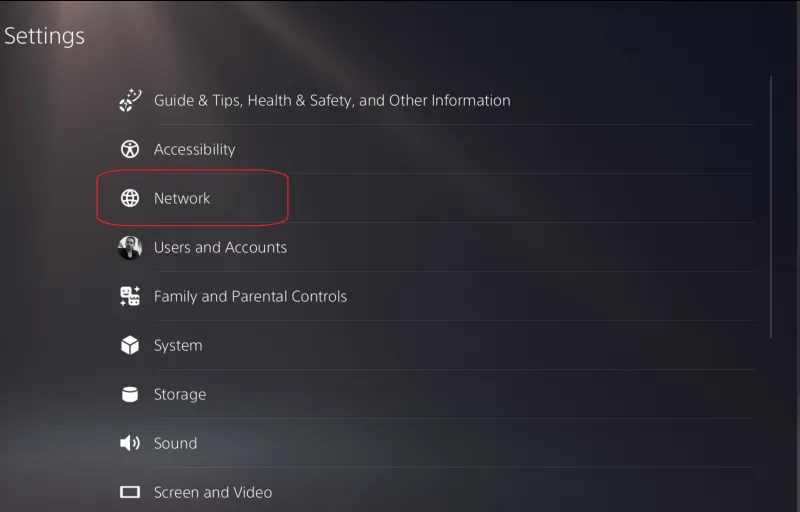 Settings
Guide & Tips, Health & Safety, and Other Information
Accessibility
Network
Users and Accounts
Family and Parental Controls
System
Storage
Sound
Screen and Video